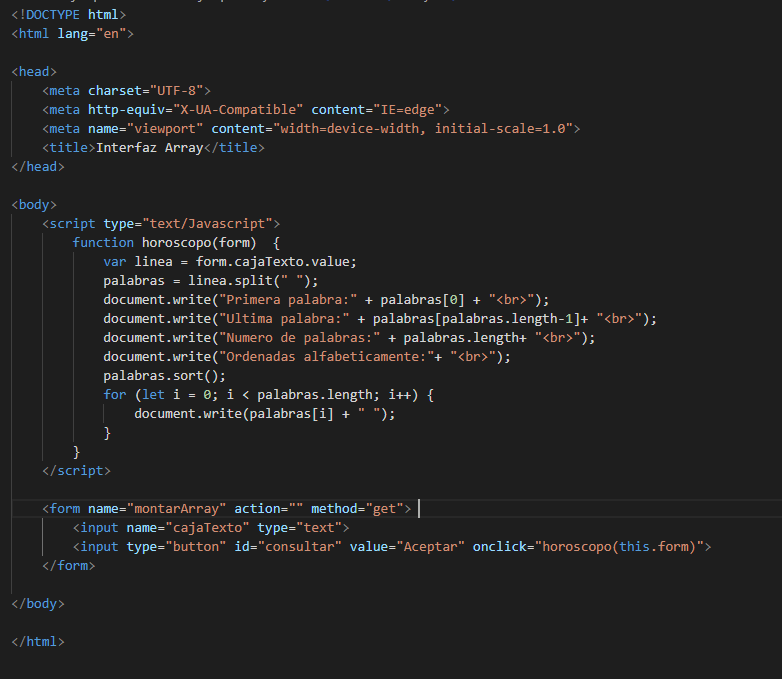 <!DOCTYPE html>
<html lang="en">
<head>
<meta charset="UTF-8">
<meta http-equiv="X-UA-Compatible" content="IE=edge">
<meta name="viewport" content="width=device-width, initial-scale=1.0">
<title>Interfaz Array</title>
</head>
<body>
<script type="text/Javascript">
function horoscopo(form)  {
var linea = form.cajaTexto.value;
palabras = linea.split(" ");
document.write("Primera palabra:" + palabras[0] + "<br>");
document.write("Ultima palabra:" + palabras[palabras.length-1]+ "<br>");
document.write("Numero de palabras:" + palabras.length+ "<br>");
document.write("Ordenadas alfabeticamente:"+ "<br>");
palabras.sort();
for (let i = 0; i < palabras.length; i++) {
document.write(palabras[i] + " ");
}
}
</script>
<form name="montarArray" action="" method="get">
<input name="cajaTexto" type="text">
<input type="button" id="consultar" value="Aceptar" onclick="horoscopo(this.form)">
</form>
</body>
</html>